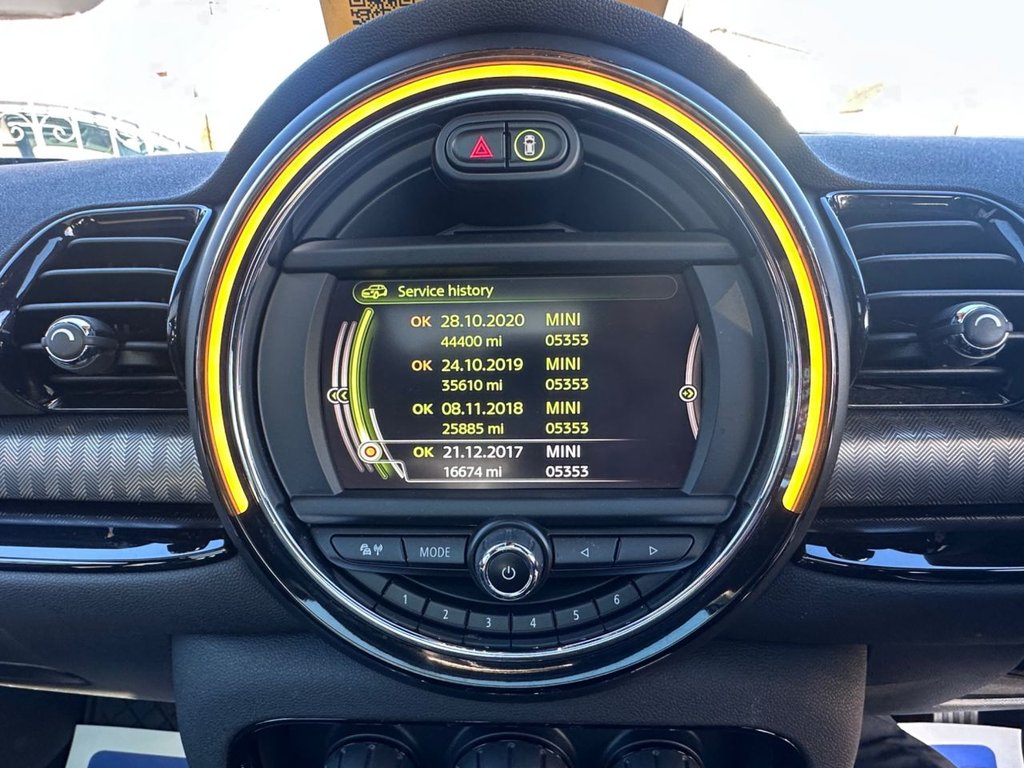 Service history
OK 28.10.2020 MINI
44400 mi 05353
OK 24.10.2019 MINI
35610 mi 05353
OK 08.11.2018 MINI
25885 mi 05353
OK 21.12.2017 MINI
16674 mi 05353
MODE
1 2 3 4 5 6